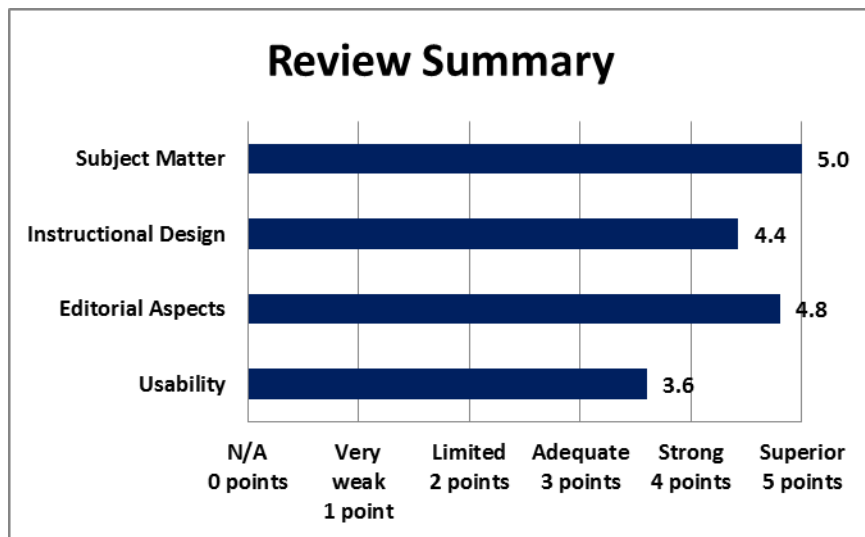 Review Summary
Subject Matter
5.0
Instructional Design
4.4
Editorial Aspects
4.8
Usability
3.6
N/A
0 points
Very
weak
1 point
Limited
2 points
Adequate
3 points
Strong
4 points
Superior
5 points